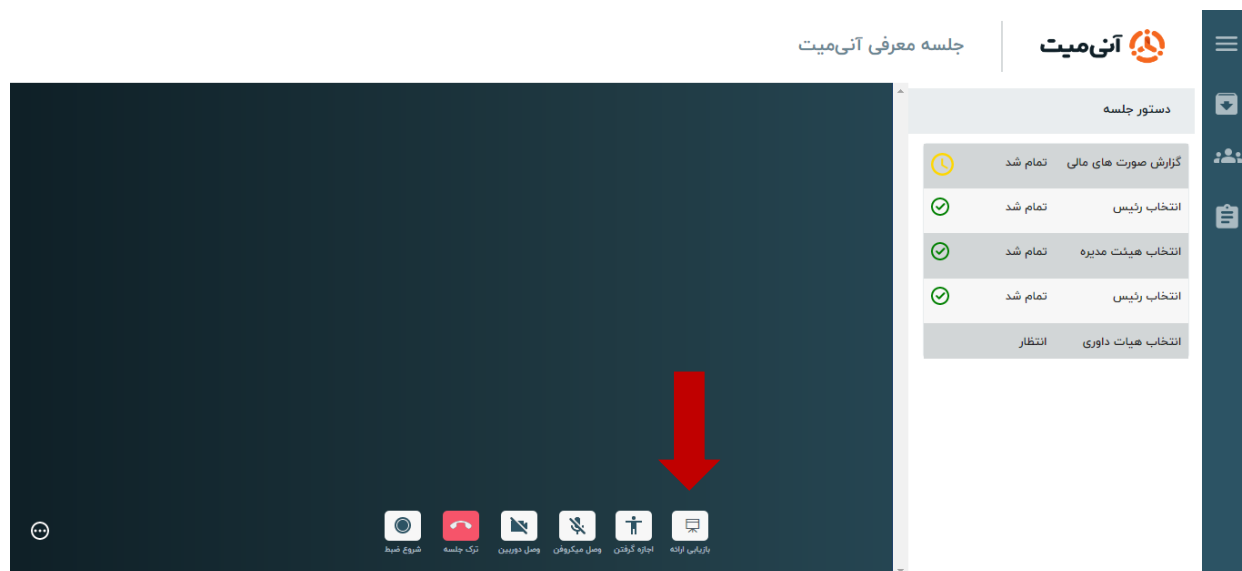 آنی‌میت
جلسه معرفی آنی‌میت
دستور جلسه
گزارش صورت های مالی تمام شد
انتخاب رئیس تمام شد
انتخاب هیئت مدیره تمام شد
انتخاب رئیس تمام شد
انتخاب هیات داوری انتظار
بازیابی ارائه اجازه گرفتن وصل میکروفن وصل دوربین ترک جلسه شروع ضبط